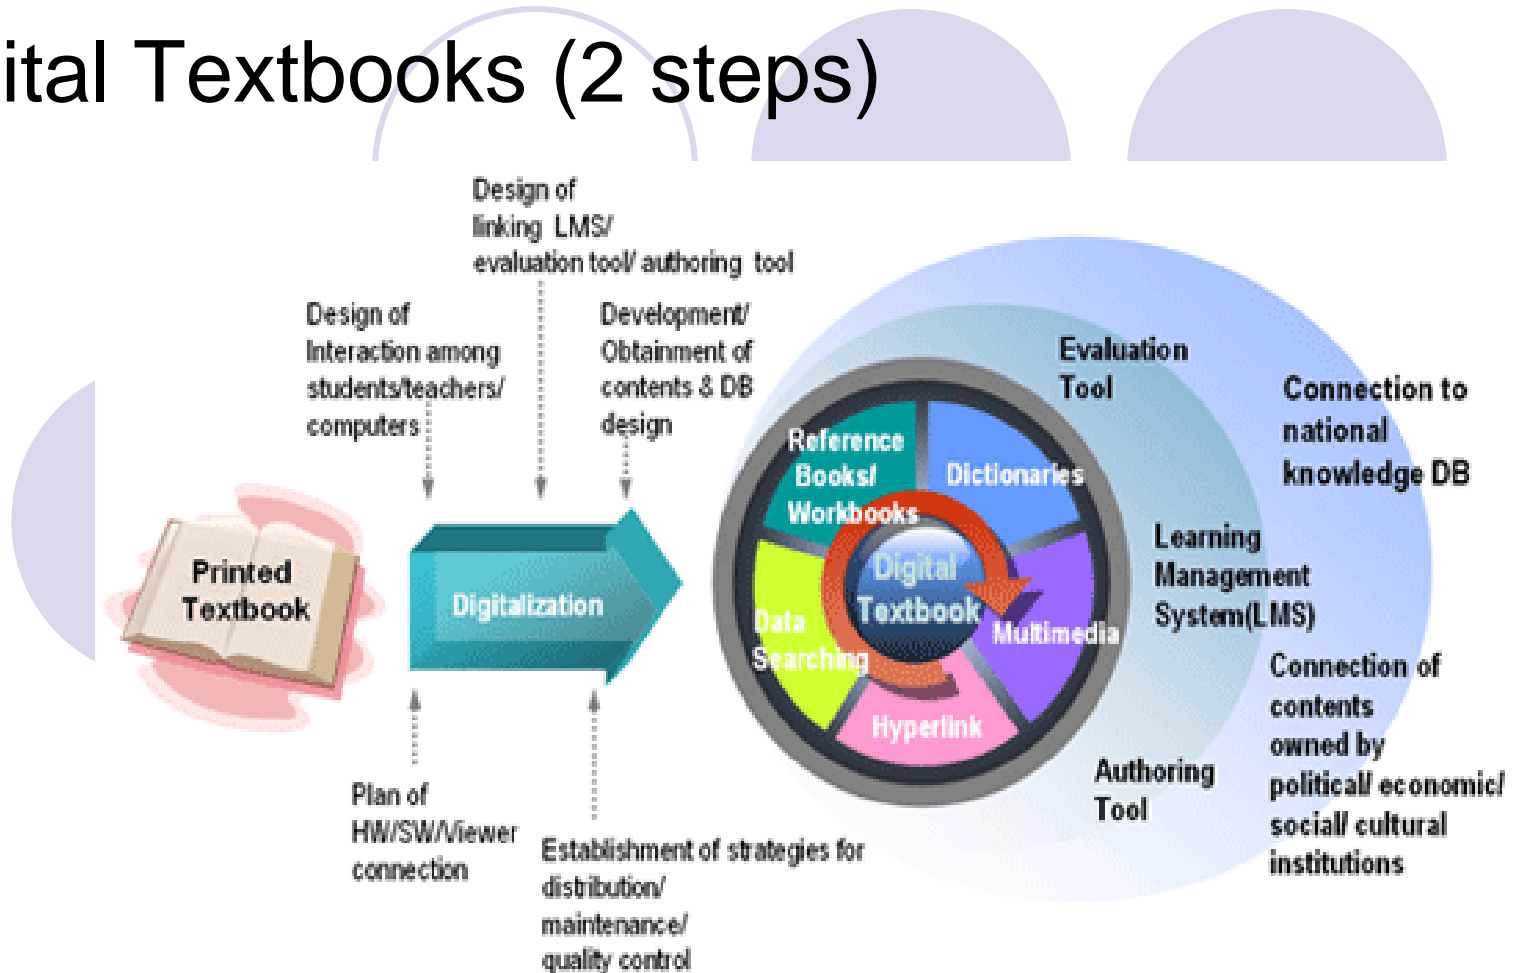 ital Textbooks (2 steps)
Design of
linking LMS/
evaluation tool/ authoring tool
Design of
Interaction among
students/teachers/
computers
Development/
Obtainment of
contents & DB
design
Printed
Textbook
Digitalization
Plan of
HW/SW/Viewer
connection
Establishment of strategies for
distribution/
maintenance/
quality control
Reference
Books/
Workbooks
Dictionaries
Digital
Textbook
Data
Searching
Multimedia
Hyperlink
Evaluation
Tool
Learning
Management
System(LMS)
Authoring
Tool
Connection to
national
knowledge DB
Connection of
contents
owned by
political/ economic/
social/ cultural
institutions